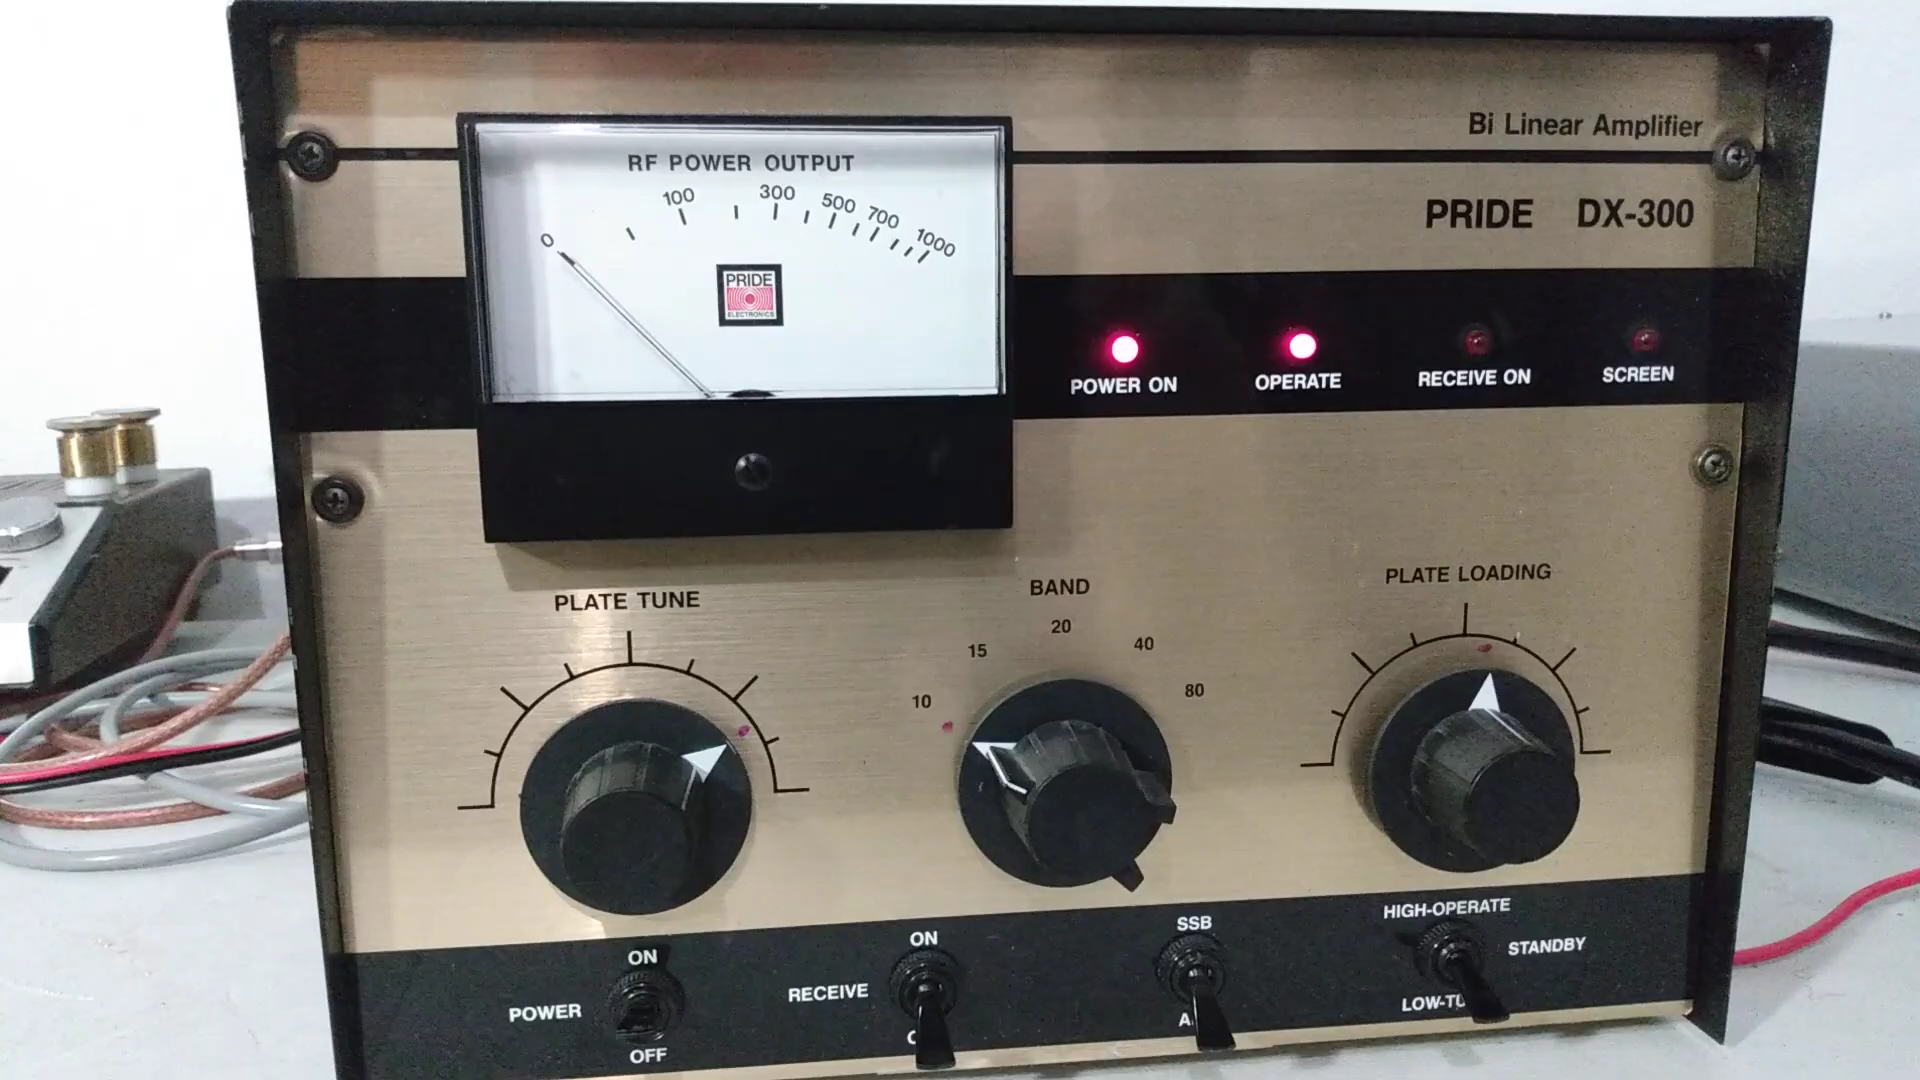 Bi Linear Amplifier
PRIDE DX-300
RF POWER OUTPUT
0 100 300 500 700 1000
PRIDE
ELECTRONICS
POWER ON OPERATE RECEIVE ON SCREEN
PLATE TUNE
BAND
PLATE LOADING
10 15 20 40 80
POWER
ON
OFF
RECEIVE
ON
SSB
HIGH-OPERATE
STANDBY